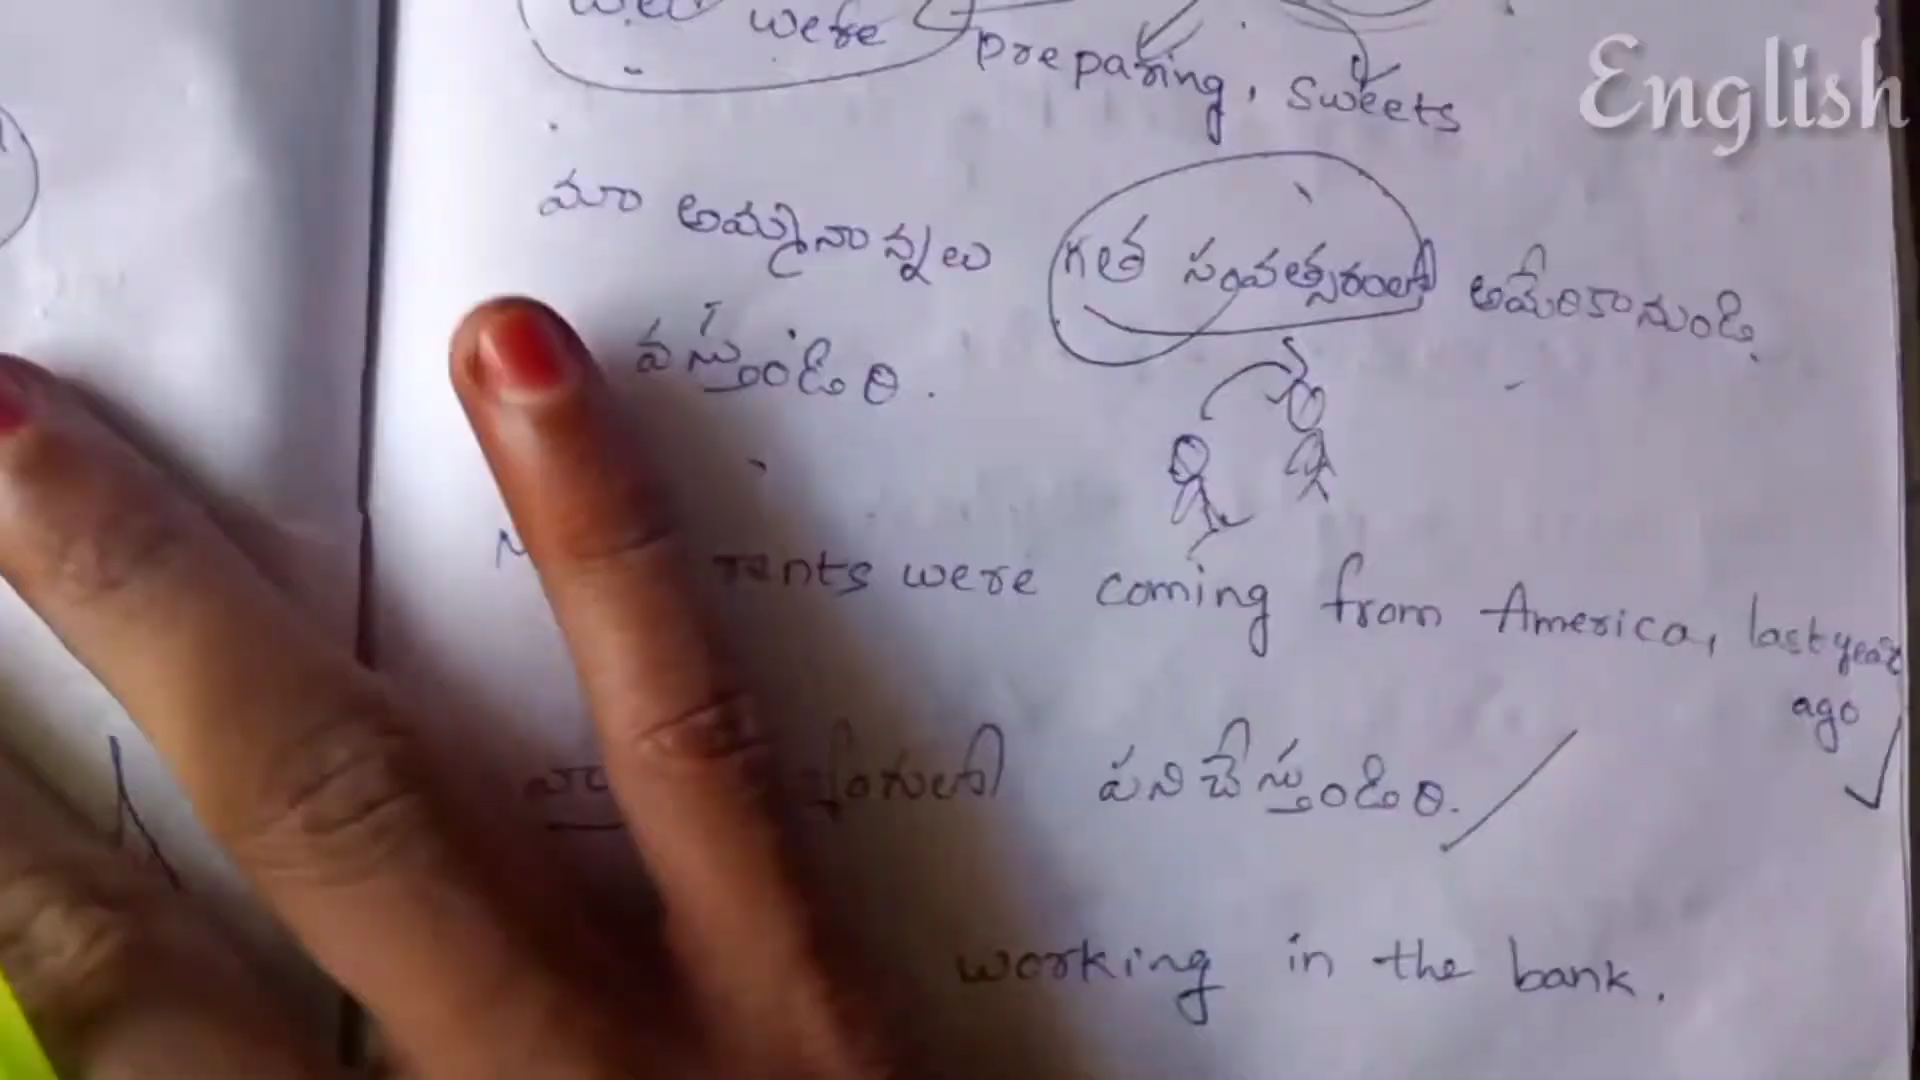 English
were
preparing, sweets
మా అమ్మనాన్నలు గత సంవత్సరంలో అమేరికానుండి
వస్తుండిరి.
were coming from America, last year
ago
పనిచేస్తుండిరి.
working in the bank.